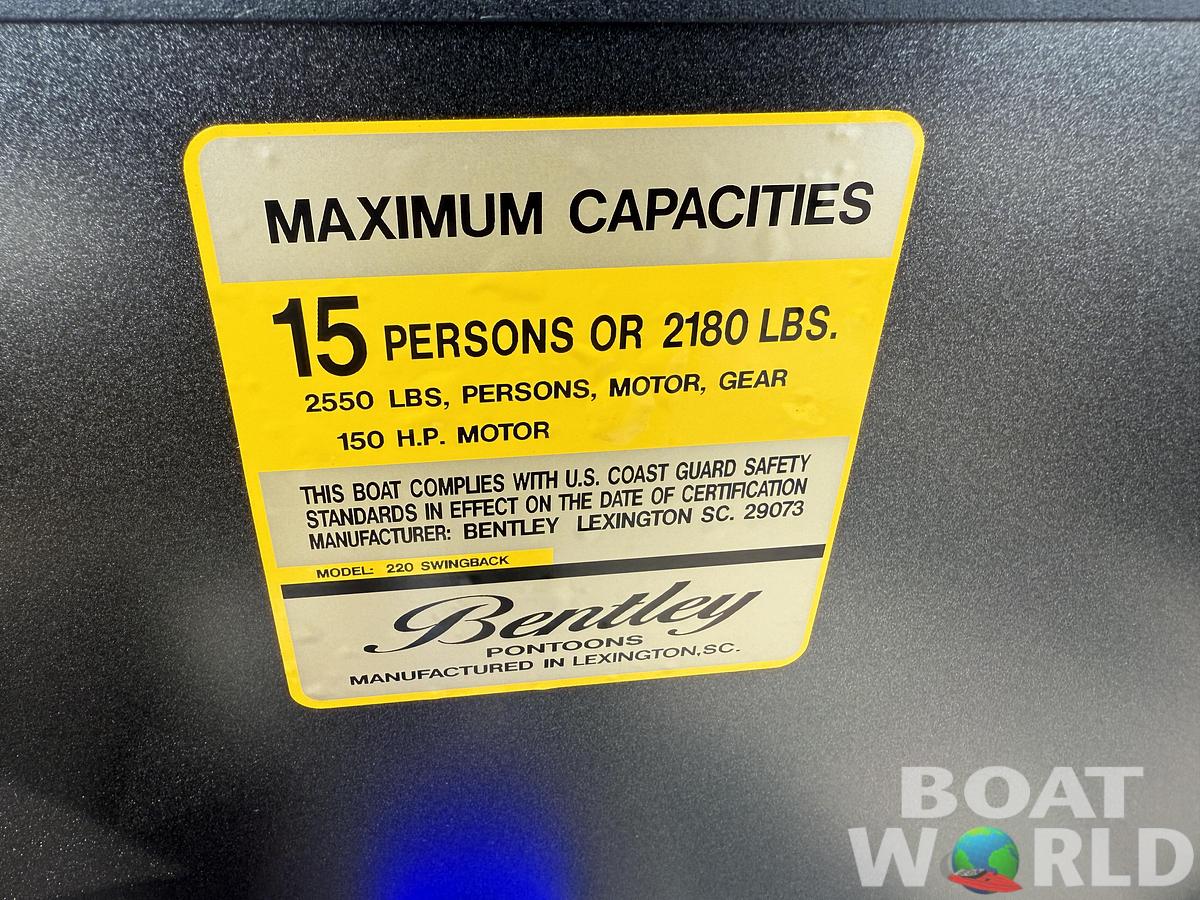 MAXIMUM CAPACITIES
15 PERSONS OR 2180 LBS.
2550 LBS, PERSONS, MOTOR, GEAR
150 H.P. MOTOR
THIS BOAT COMPLIES WITH U.S. COAST GUARD SAFETY
STANDARDS IN EFFECT ON THE DATE OF CERTIFICATION
MANUFACTURER: BENTLEY LEXINGTON SC. 29073
MODEL: 220 SWINGBACK
Bentley
PONTOONS
MANUFACTURED IN LEXINGTON,SC.
BOAT
WORLD